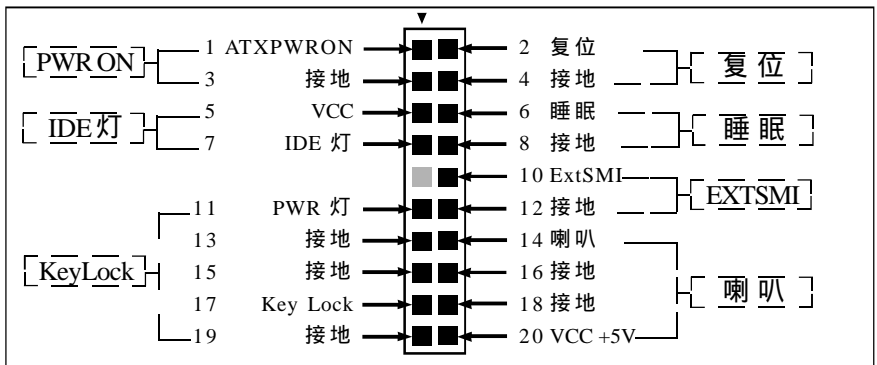 1 ATXPWRON 2 复位
PWR ON 复位
3 接地 4 接地
5 VCC 6 睡眠
IDE灯 睡眠
7 IDE 灯 8 接地
10 ExtSMI
EXTSMI
11 PWR 灯 12 接地
13 接地 14 喇叭
KeyLock
15 接地 16 接地
喇叭
17 Key Lock 18 接地
19 接地 20 VCC +5V